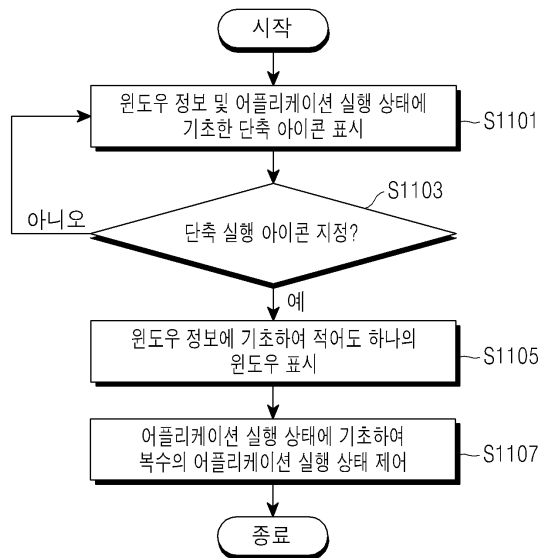 시작
윈도우 정보 및 어플리케이션 실행 상태에
기초한 단축 아이콘 표시
S1101
S1103
아니오
단축 실행 아이콘 지정?
예
윈도우 정보에 기초하여 적어도 하나의
윈도우 표시
S1105
어플리케이션 실행 상태에 기초하여
복수의 어플리케이션 실행 상태 제어
S1107
종료